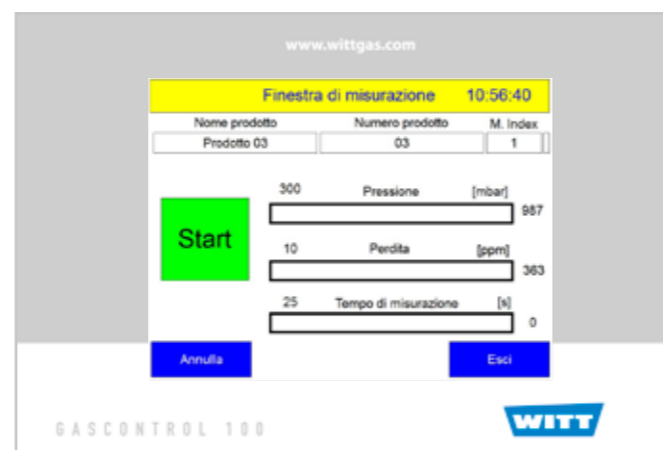 www.wittgas.com
Finestra di misurazione 10:56:40
Nome prodotto Numero prodotto M. Index
Prodotto 03 03 1
300 Pressione [mbar]
987
Start
10 Perdita [ppm]
363
25 Tempo di misurazione [s]
0
Annulla Esci
GASCONTROL 100
WITT